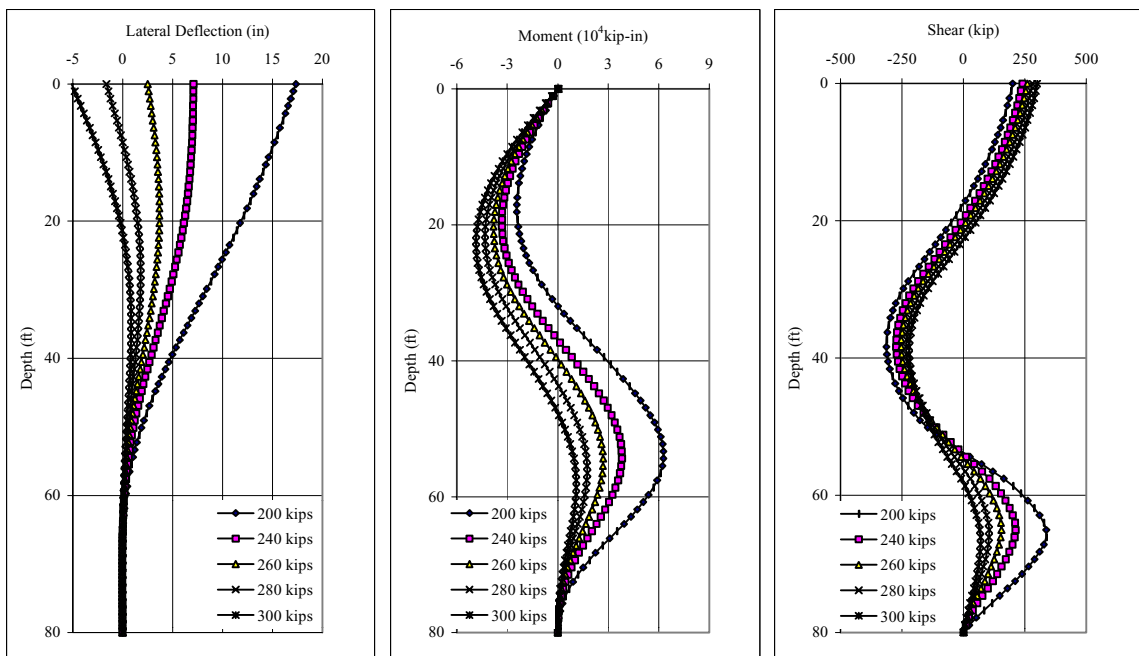 Lateral Deflection (in)
-5 0 5 10 15 20
0
20
40
60
80
Depth (ft)
200 kips
240 kips
260 kips
280 kips
300 kips
Moment (10⁴kip-in)
-6 -3 0 3 6 9
0
20
40
60
80
Depth (ft)
200 kips
240 kips
260 kips
280 kips
300 kips
Shear (kip)
-500 -250 0 250 500
0
20
40
60
80
Depth (ft)
200 kips
240 kips
260 kips
280 kips
300 kips